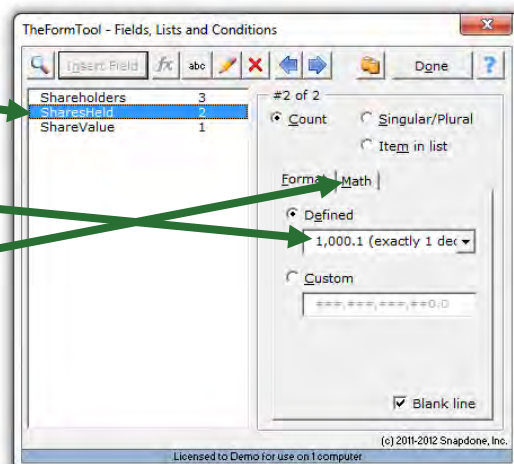 TheFormTool - Fields, Lists and Conditions
Insert Field fx abc Done ?
Shareholders 3
SharesHeld 2
ShareValue 1
#2 of 2
Count Singular/Plural
Item in list
Format Math
Defined
1,000.1 (exactly 1 dec
Custom
###,###,###,##0.0
Blank line
(c) 2011-2012 Snapdone, Inc.
Licensed to Demo for use on 1 computer